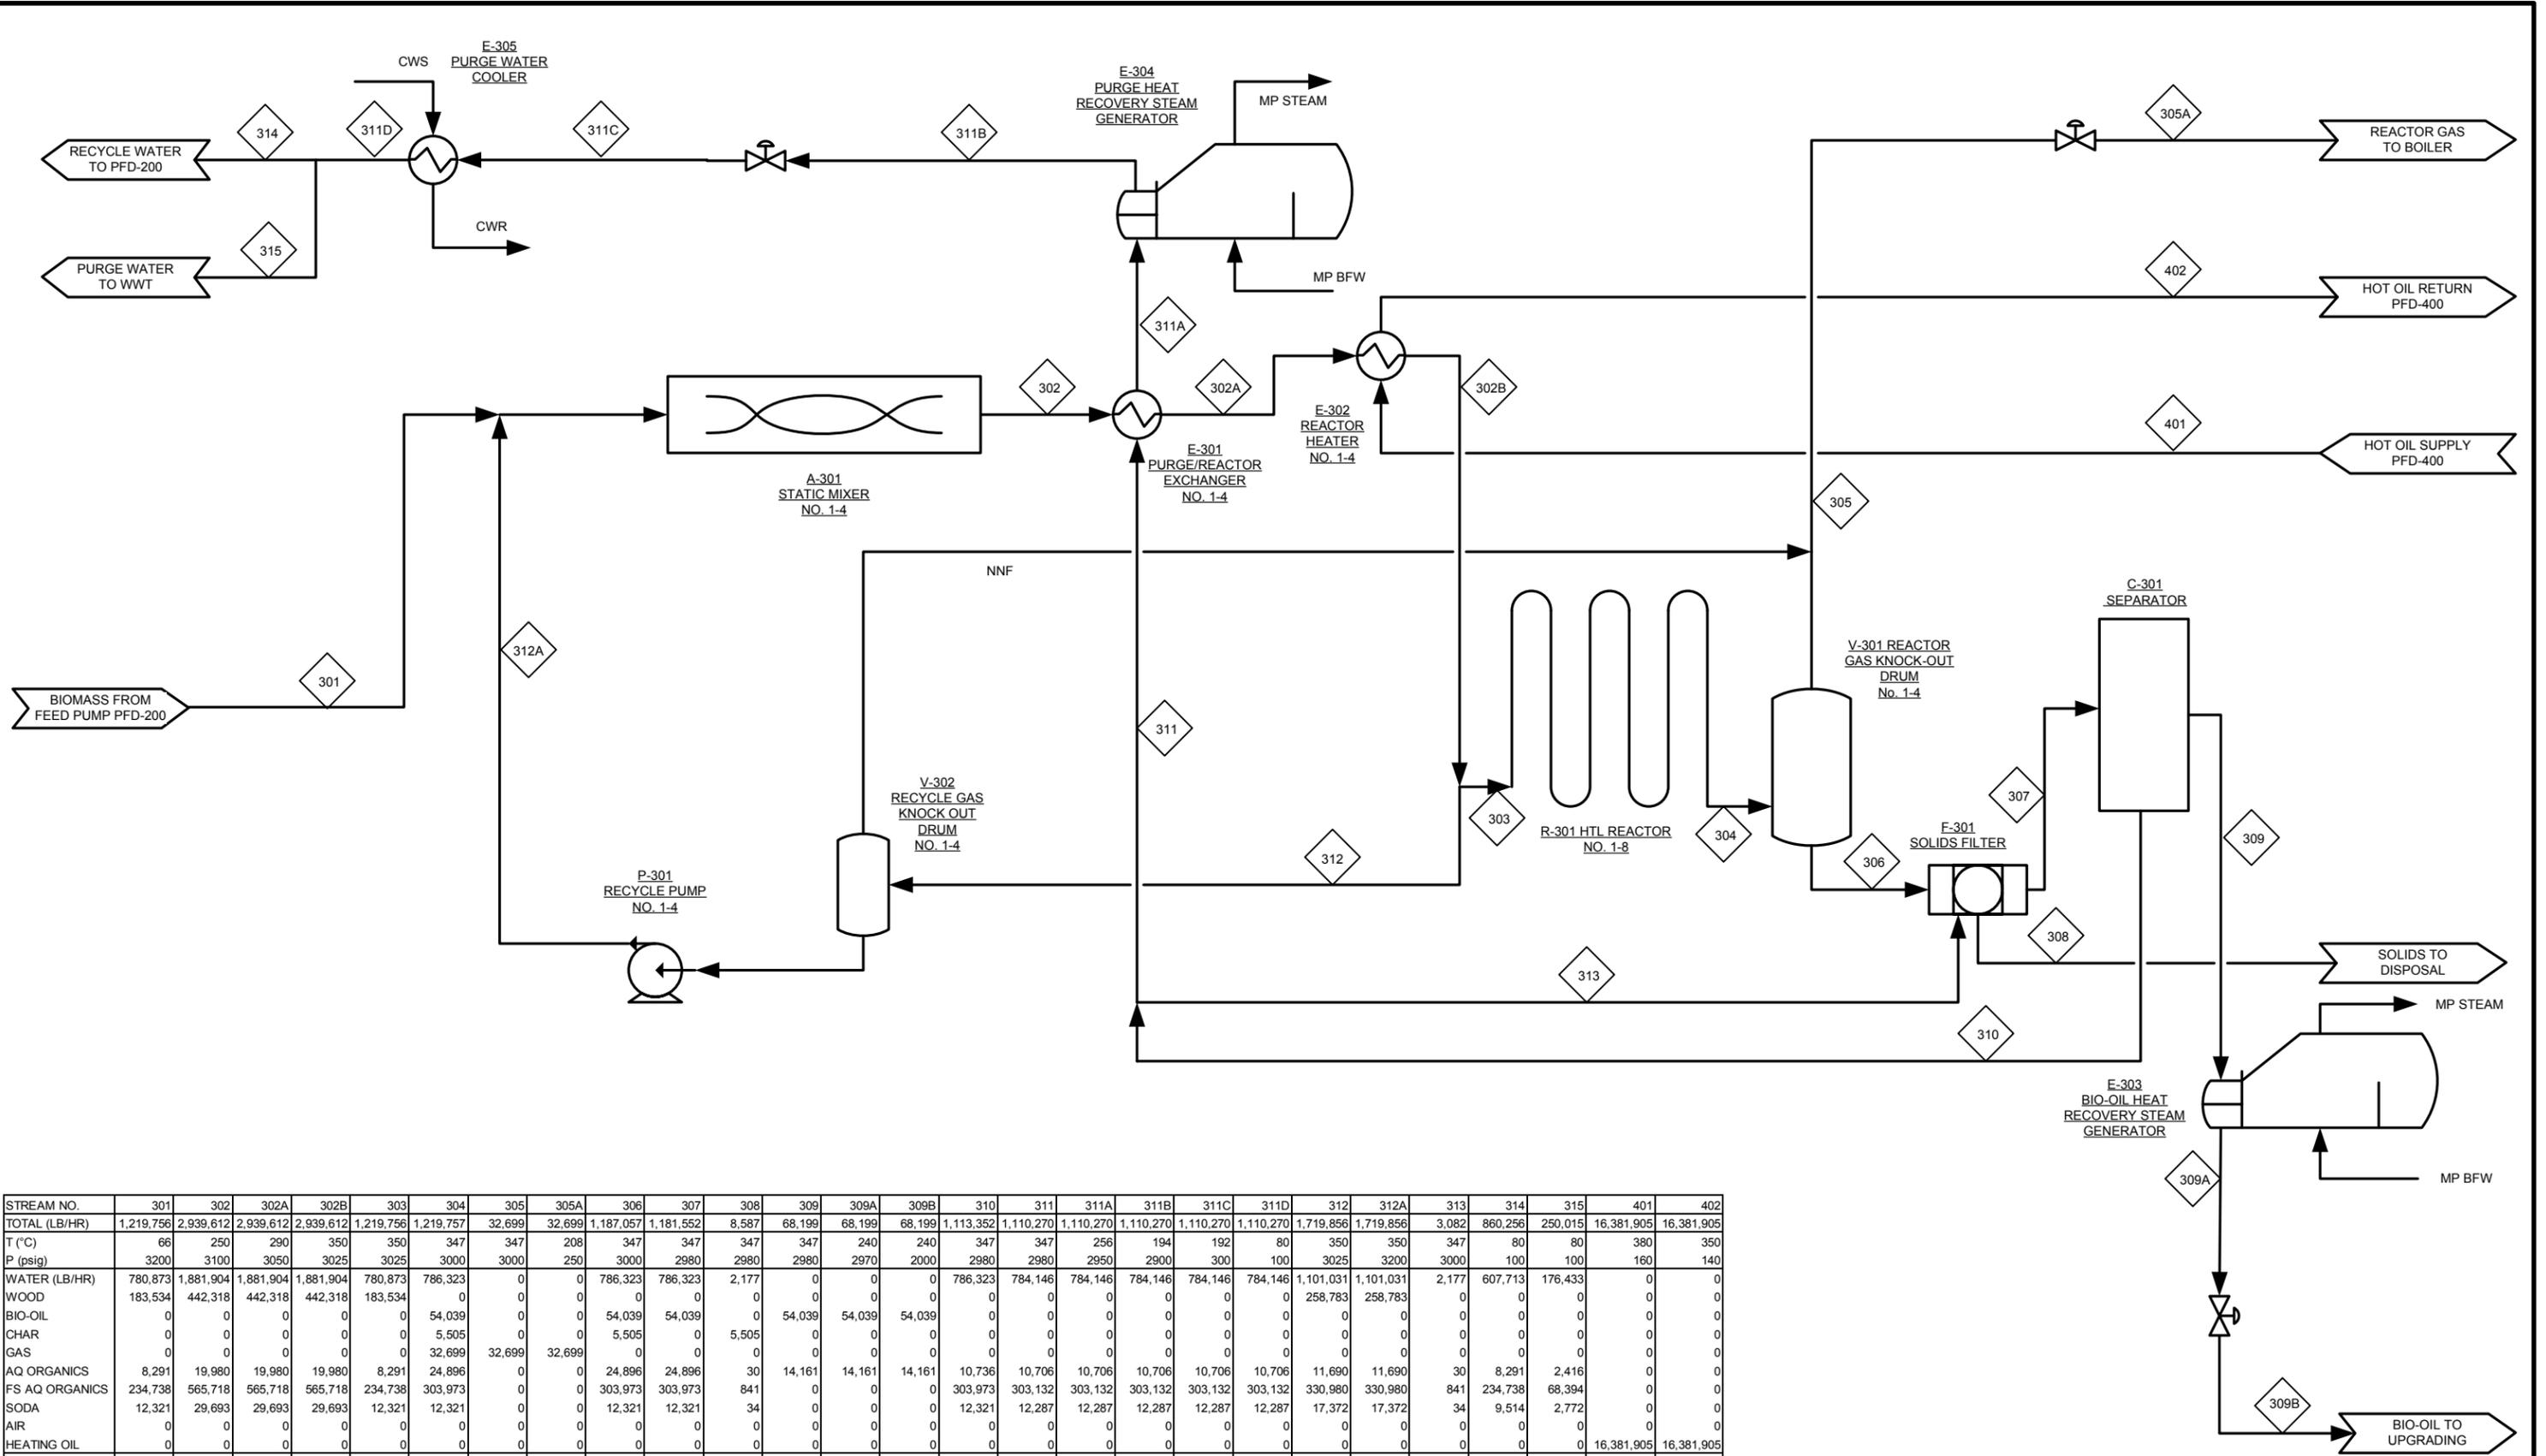 E-305
PURGE WATER
COOLER
CWS
E-304
PURGE HEAT
RECOVERY STEAM
GENERATOR
MP STEAM
314
311D
311C
311B
305A
RECYCLE WATER
TO PFD-200
REACTOR GAS
TO BOILER
CWR
315
PURGE WATER
TO WWT
MP BFW
402
HOT OIL RETURN
PFD-400
311A
302
302A
302B
E-302
REACTOR
HEATER
NO. 1-4
401
HOT OIL SUPPLY
PFD-400
A-301
STATIC MIXER
NO. 1-4
E-301
PURGE/REACTOR
EXCHANGER
NO. 1-4
305
NNF
C-301
SEPARATOR
312A
301
BIOMASS FROM
FEED PUMP PFD-200
V-301 REACTOR
GAS KNOCK-OUT
DRUM
No. 1-4
311
V-302
RECYCLE GAS
KNOCK OUT
DRUM
NO. 1-4
303
R-301 HTL REACTOR
NO. 1-8
304
307
F-301
SOLIDS FILTER
309
312
306
P-301
RECYCLE PUMP
NO. 1-4
308
SOLIDS TO
DISPOSAL
313
310
MP STEAM
E-303
BIO-OIL HEAT
RECOVERY STEAM
GENERATOR
MP BFW
309A
309B
BIO-OIL TO
UPGRADING
STREAM NO. 301 302 302A 302B 303 304 305 305A 306 307 308 309 309A 309B 310 311 311A 311B 311C 311D 312 312A 313 314 315 401 402
TOTAL (LB/HR) 1,219,756 2,939,612 2,939,612 2,939,612 1,219,756 1,219,757 32,699 32,699 1,187,057 1,181,552 8,587 68,199 68,199 68,199 1,113,352 1,110,270 1,110,270 1,110,270 1,110,270 1,110,270 1,719,856 1,719,856 3,082 860,256 250,015 16,381,905 16,381,905
T (°C) 66 250 290 350 350 347 347 208 347 347 347 347 240 240 347 347 256 194 192 80 350 350 347 80 80 380 350
P (psig) 3200 3100 3050 3025 3025 3000 3000 250 3000 2980 2980 2980 2970 2000 2980 2980 2950 2900 300 100 3025 3200 3000 100 100 160 140
WATER (LB/HR) 780,873 1,881,904 1,881,904 1,881,904 780,873 786,323 0 0 786,323 786,323 2,177 0 0 0 786,323 784,146 784,146 784,146 784,146 784,146 1,101,031 1,101,031 2,177 607,713 176,433 0 0
WOOD 183,534 442,318 442,318 442,318 183,534 0 0 0 0 0 0 0 0 0 0 0 0 0 0 0 258,783 258,783 0 0 0 0 0
BIO-OIL 0 0 0 0 0 54,039 0 0 54,039 54,039 0 54,039 54,039 54,039 0 0 0 0 0 0 0 0 0 0 0 0 0
CHAR 0 0 0 0 0 5,505 0 0 5,505 0 5,505 0 0 0 0 0 0 0 0 0 0 0 0 0 0 0 0
GAS 0 0 0 0 0 32,699 32,699 32,699 0 0 0 0 0 0 0 0 0 0 0 0 0 0 0 0 0 0 0
AQ ORGANICS 8,291 19,980 19,980 19,980 8,291 24,896 0 0 24,896 24,896 30 14,161 14,161 14,161 10,736 10,706 10,706 10,706 10,706 10,706 11,690 11,690 30 8,291 2,416 0 0
FS AQ ORGANICS 234,738 565,718 565,718 565,718 234,738 303,973 0 0 303,973 303,973 841 0 0 0 303,973 303,132 303,132 303,132 303,132 303,132 330,980 330,980 841 234,738 68,394 0 0
SODA 12,321 29,693 29,693 29,693 12,321 12,321 0 0 12,321 12,321 34 0 0 0 12,321 12,287 12,287 12,287 12,287 12,287 17,372 17,372 34 9,514 2,772 0 0
AIR 0 0 0 0 0 0 0 0 0 0 0 0 0 0 0 0 0 0 0 0 0 0 0 0 0 0 0
HEATING OIL 0 0 0 0 0 0 0 0 0 0 0 0 0 0 0 0 0 0 0 0 0 0 0 0 0 16,381,905 16,381,905